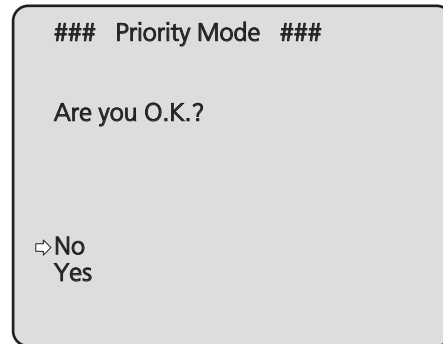 ### Priority Mode ###
Are you O.K.?
⇨No
Yes